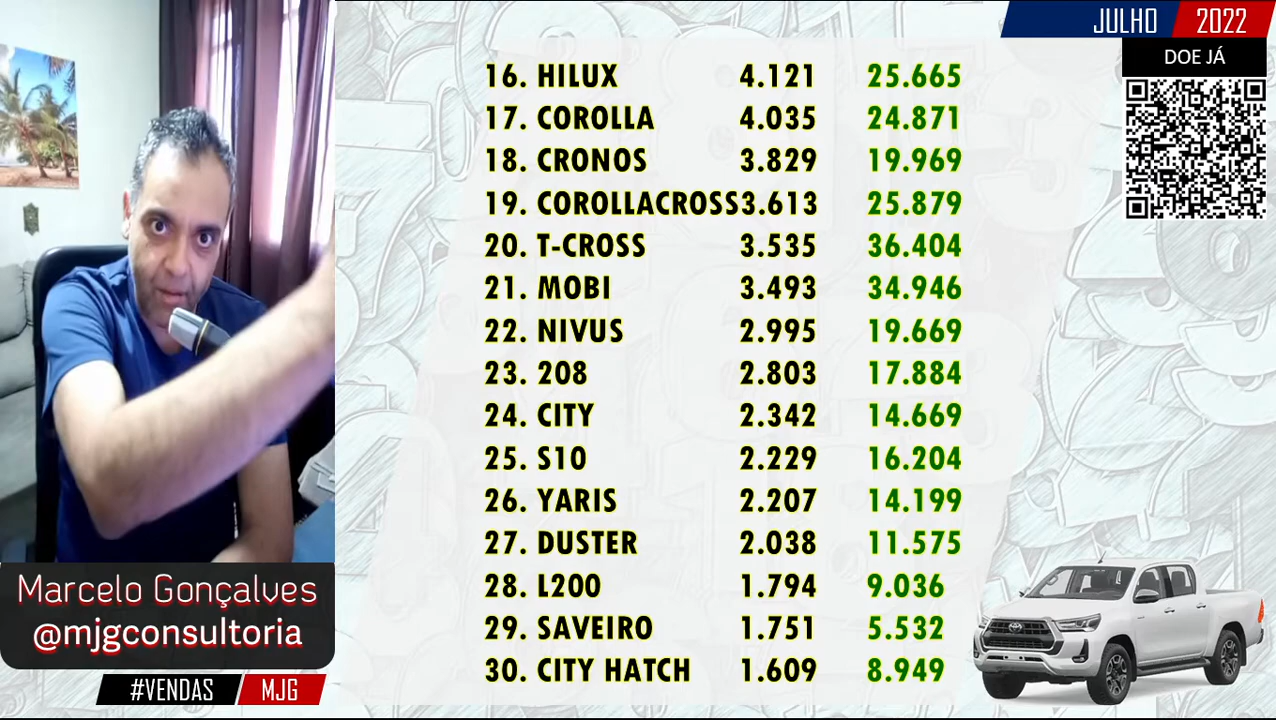 JULHO 2022
DOE JÁ
16. HILUX 4.121 25.665
17. COROLLA 4.035 24.871
18. CRONOS 3.829 19.969
19. COROLLACROSS 3.613 25.879
20. T-CROSS 3.535 36.404
21. MOBI 3.493 34.946
22. NIVUS 2.995 19.669
23. 208 2.803 17.884
24. CITY 2.342 14.669
25. S10 2.229 16.204
26. YARIS 2.207 14.199
27. DUSTER 2.038 11.575
28. L200 1.794 9.036
29. SAVEIRO 1.751 5.532
30. CITY HATCH 1.609 8.949
Marcelo Gonçalves
@mjgconsultoria
#VENDAS MJG